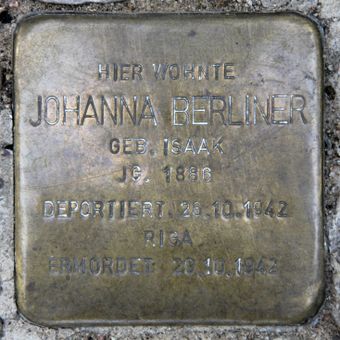 HIER WOHNTE
JOHANNA BERLINER
GEB. ISAAK
JG. 1886
DEPORTIERT 26.10.1942
RIGA
ERMORDET 29.10.1942